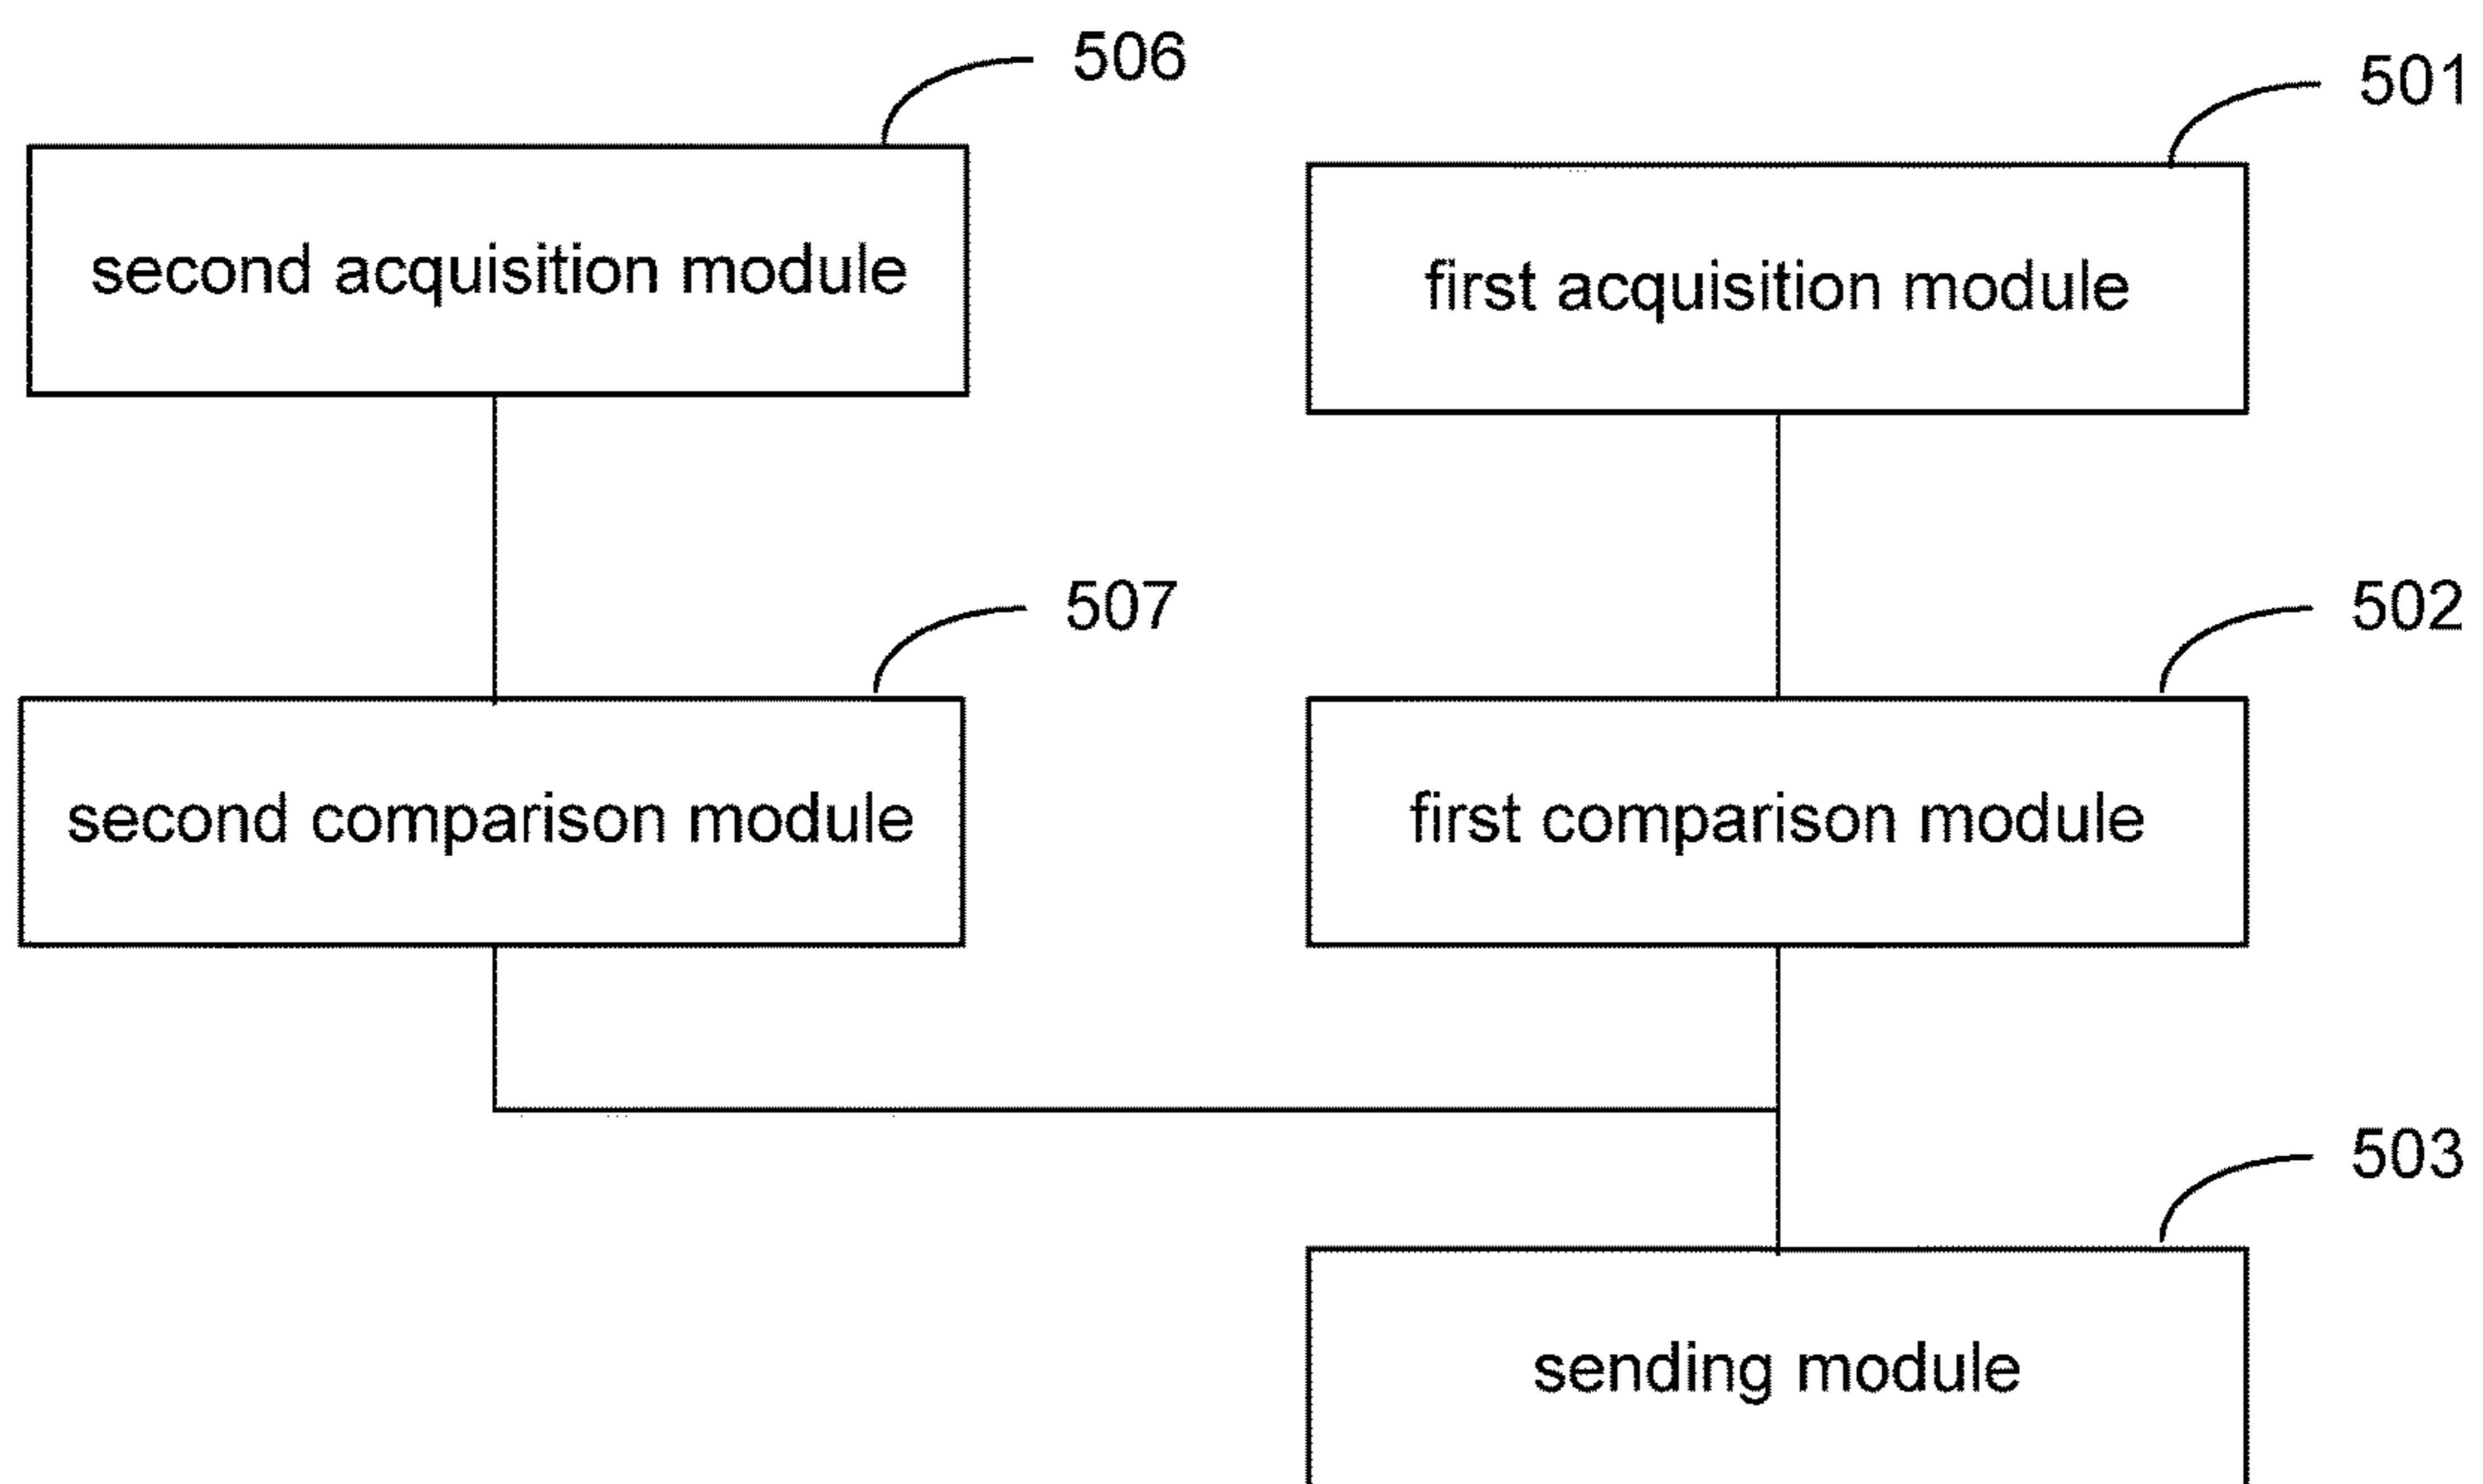 506
501
second acquisition module
first acquisition module
507
502
second comparison module
first comparison module
503
sending module